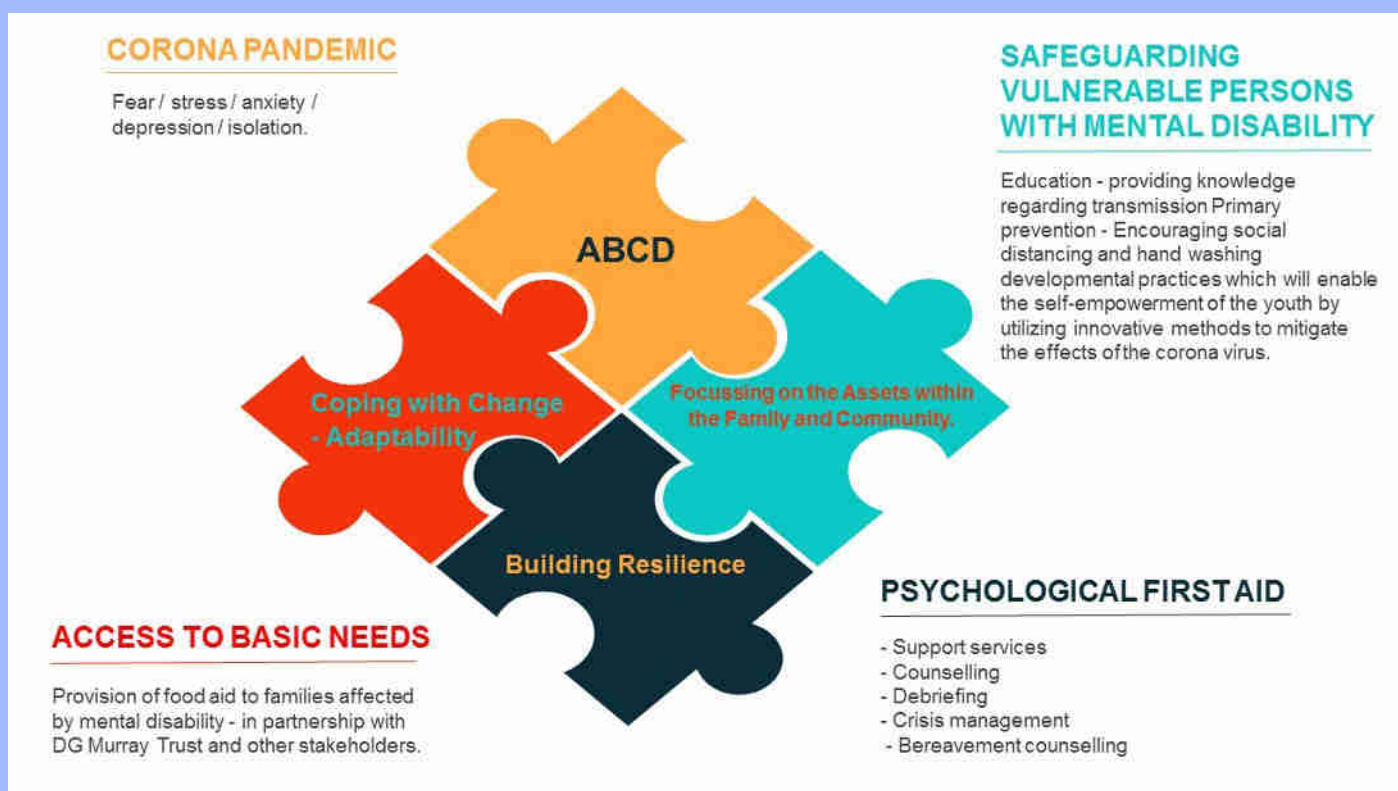 CORONA PANDEMIC
Fear / stress / anxiety /
depression / isolation.
SAFEGUARDING
VULNERABLE PERSONS
WITH MENTAL DISABILITY
Education - providing knowledge
regarding transmission Primary
prevention - Encouraging social
distancing and hand washing
developmental practices which will enable
the self-empowerment of the youth by
utilizing innovative methods to mitigate
the effects of the corona virus.
ABCD
Coping with Change
- Adaptability
Focussing on the Assets within
the Family and Community.
Building Resilience
ACCESS TO BASIC NEEDS
Provision of food aid to families affected
by mental disability - in partnership with
DG Murray Trust and other stakeholders.
PSYCHOLOGICAL FIRST AID
- Support services
- Counselling
- Debriefing
- Crisis management
- Bereavement counselling